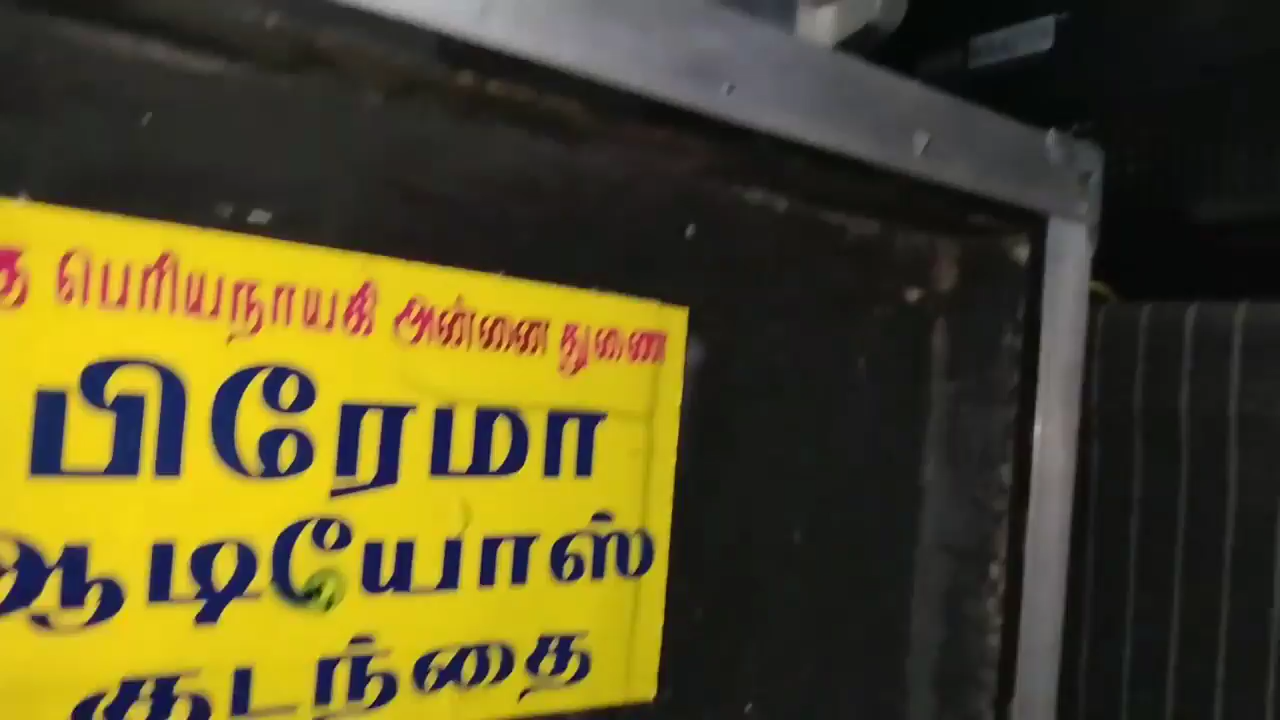 பெரியநாயகி அன்னை துணை
பிரேமா
ஆடியோஸ்
குடந்தை